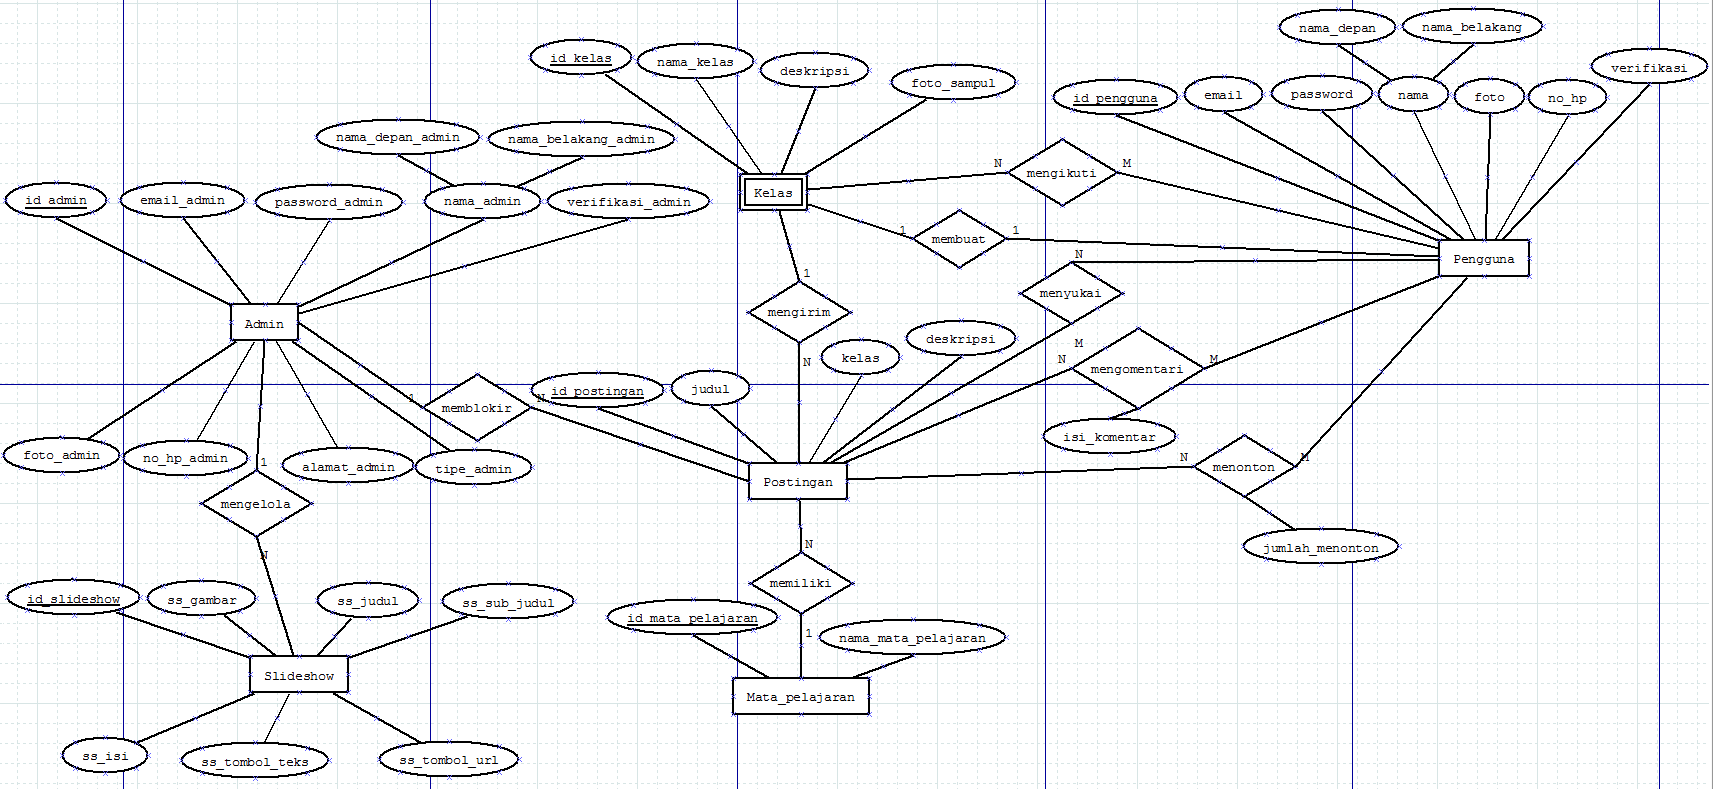 nama_depan
nama_belakang
id_kelas
nama_kelas
deskripsi
foto_sampul
verifikasi
id_pengguna
email
password
nama
foto
no_hp
nama_depan_admin
nama_belakang_admin
N
mengikuti
M
id_admin
email_admin
password_admin
nama_admin
verifikasi_admin
Kelas
1
membuat
1
N
Pengguna
1
mengirim
menyukai
Admin
N
kelas
deskripsi
M
N
mengomentari
M
1
memblokir
N
id_postingan
judul
isi_komentar
foto_admin
no_hp_admin
1
alamat_admin
tipe_admin
N
menonton
M
Postingan
mengelola
N
N
jumlah_menonton
memiliki
id_slideshow
ss_gambar
ss_judul
ss_sub_judul
id_mata_pelajaran
1
nama_mata_pelajaran
Slideshow
Mata_pelajaran
ss_isi
ss_tombol_teks
ss_tombol_url